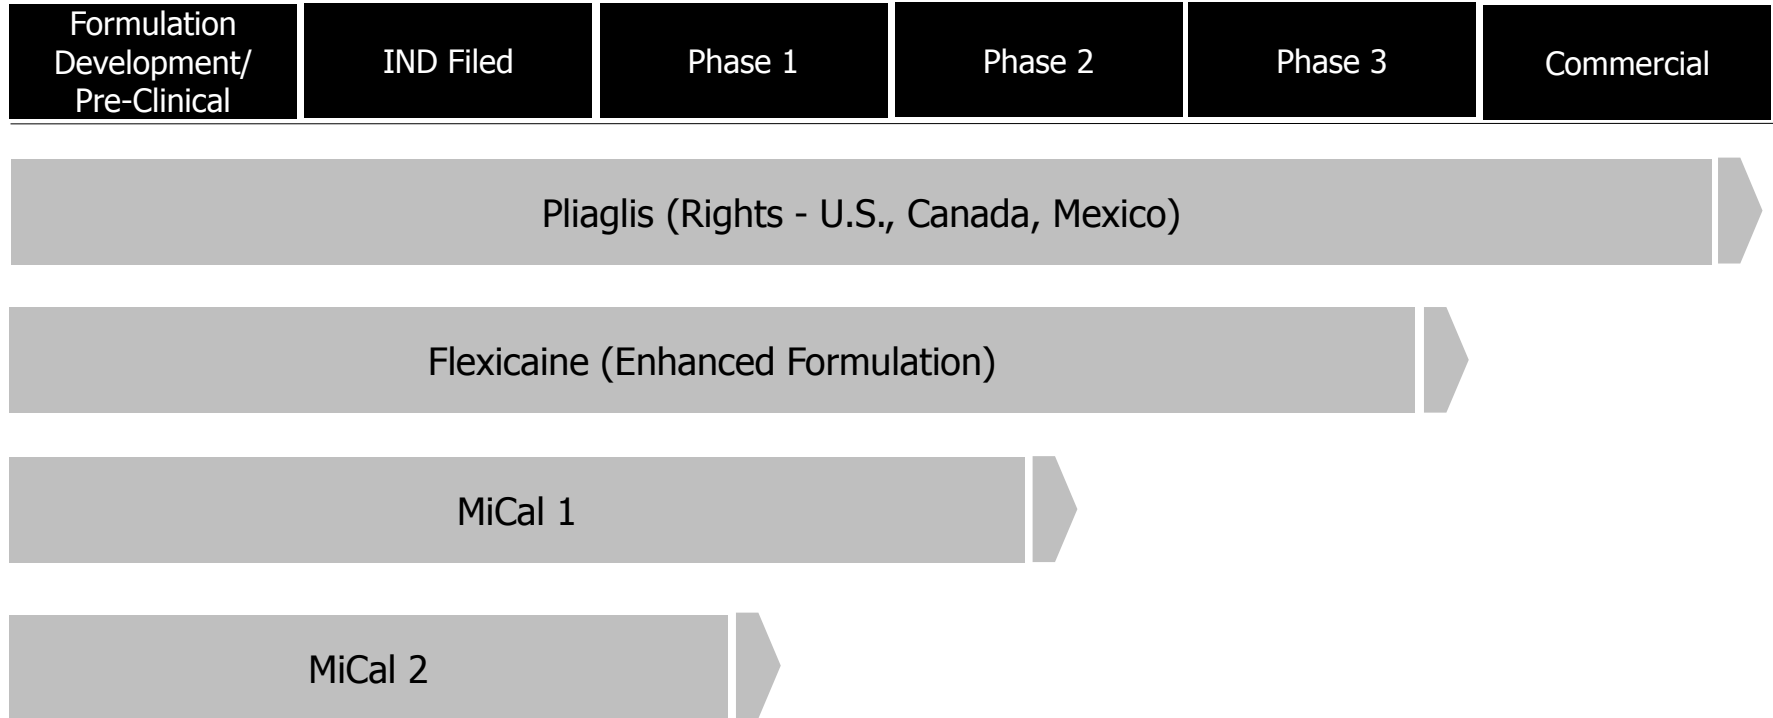 Formulation
Development/
Pre-Clinical
IND Filed
Phase 1
Phase 2
Phase 3
Commercial
Pliaglis (Rights - U.S., Canada, Mexico)
Flexicaine (Enhanced Formulation)
MiCal 1
MiCal 2